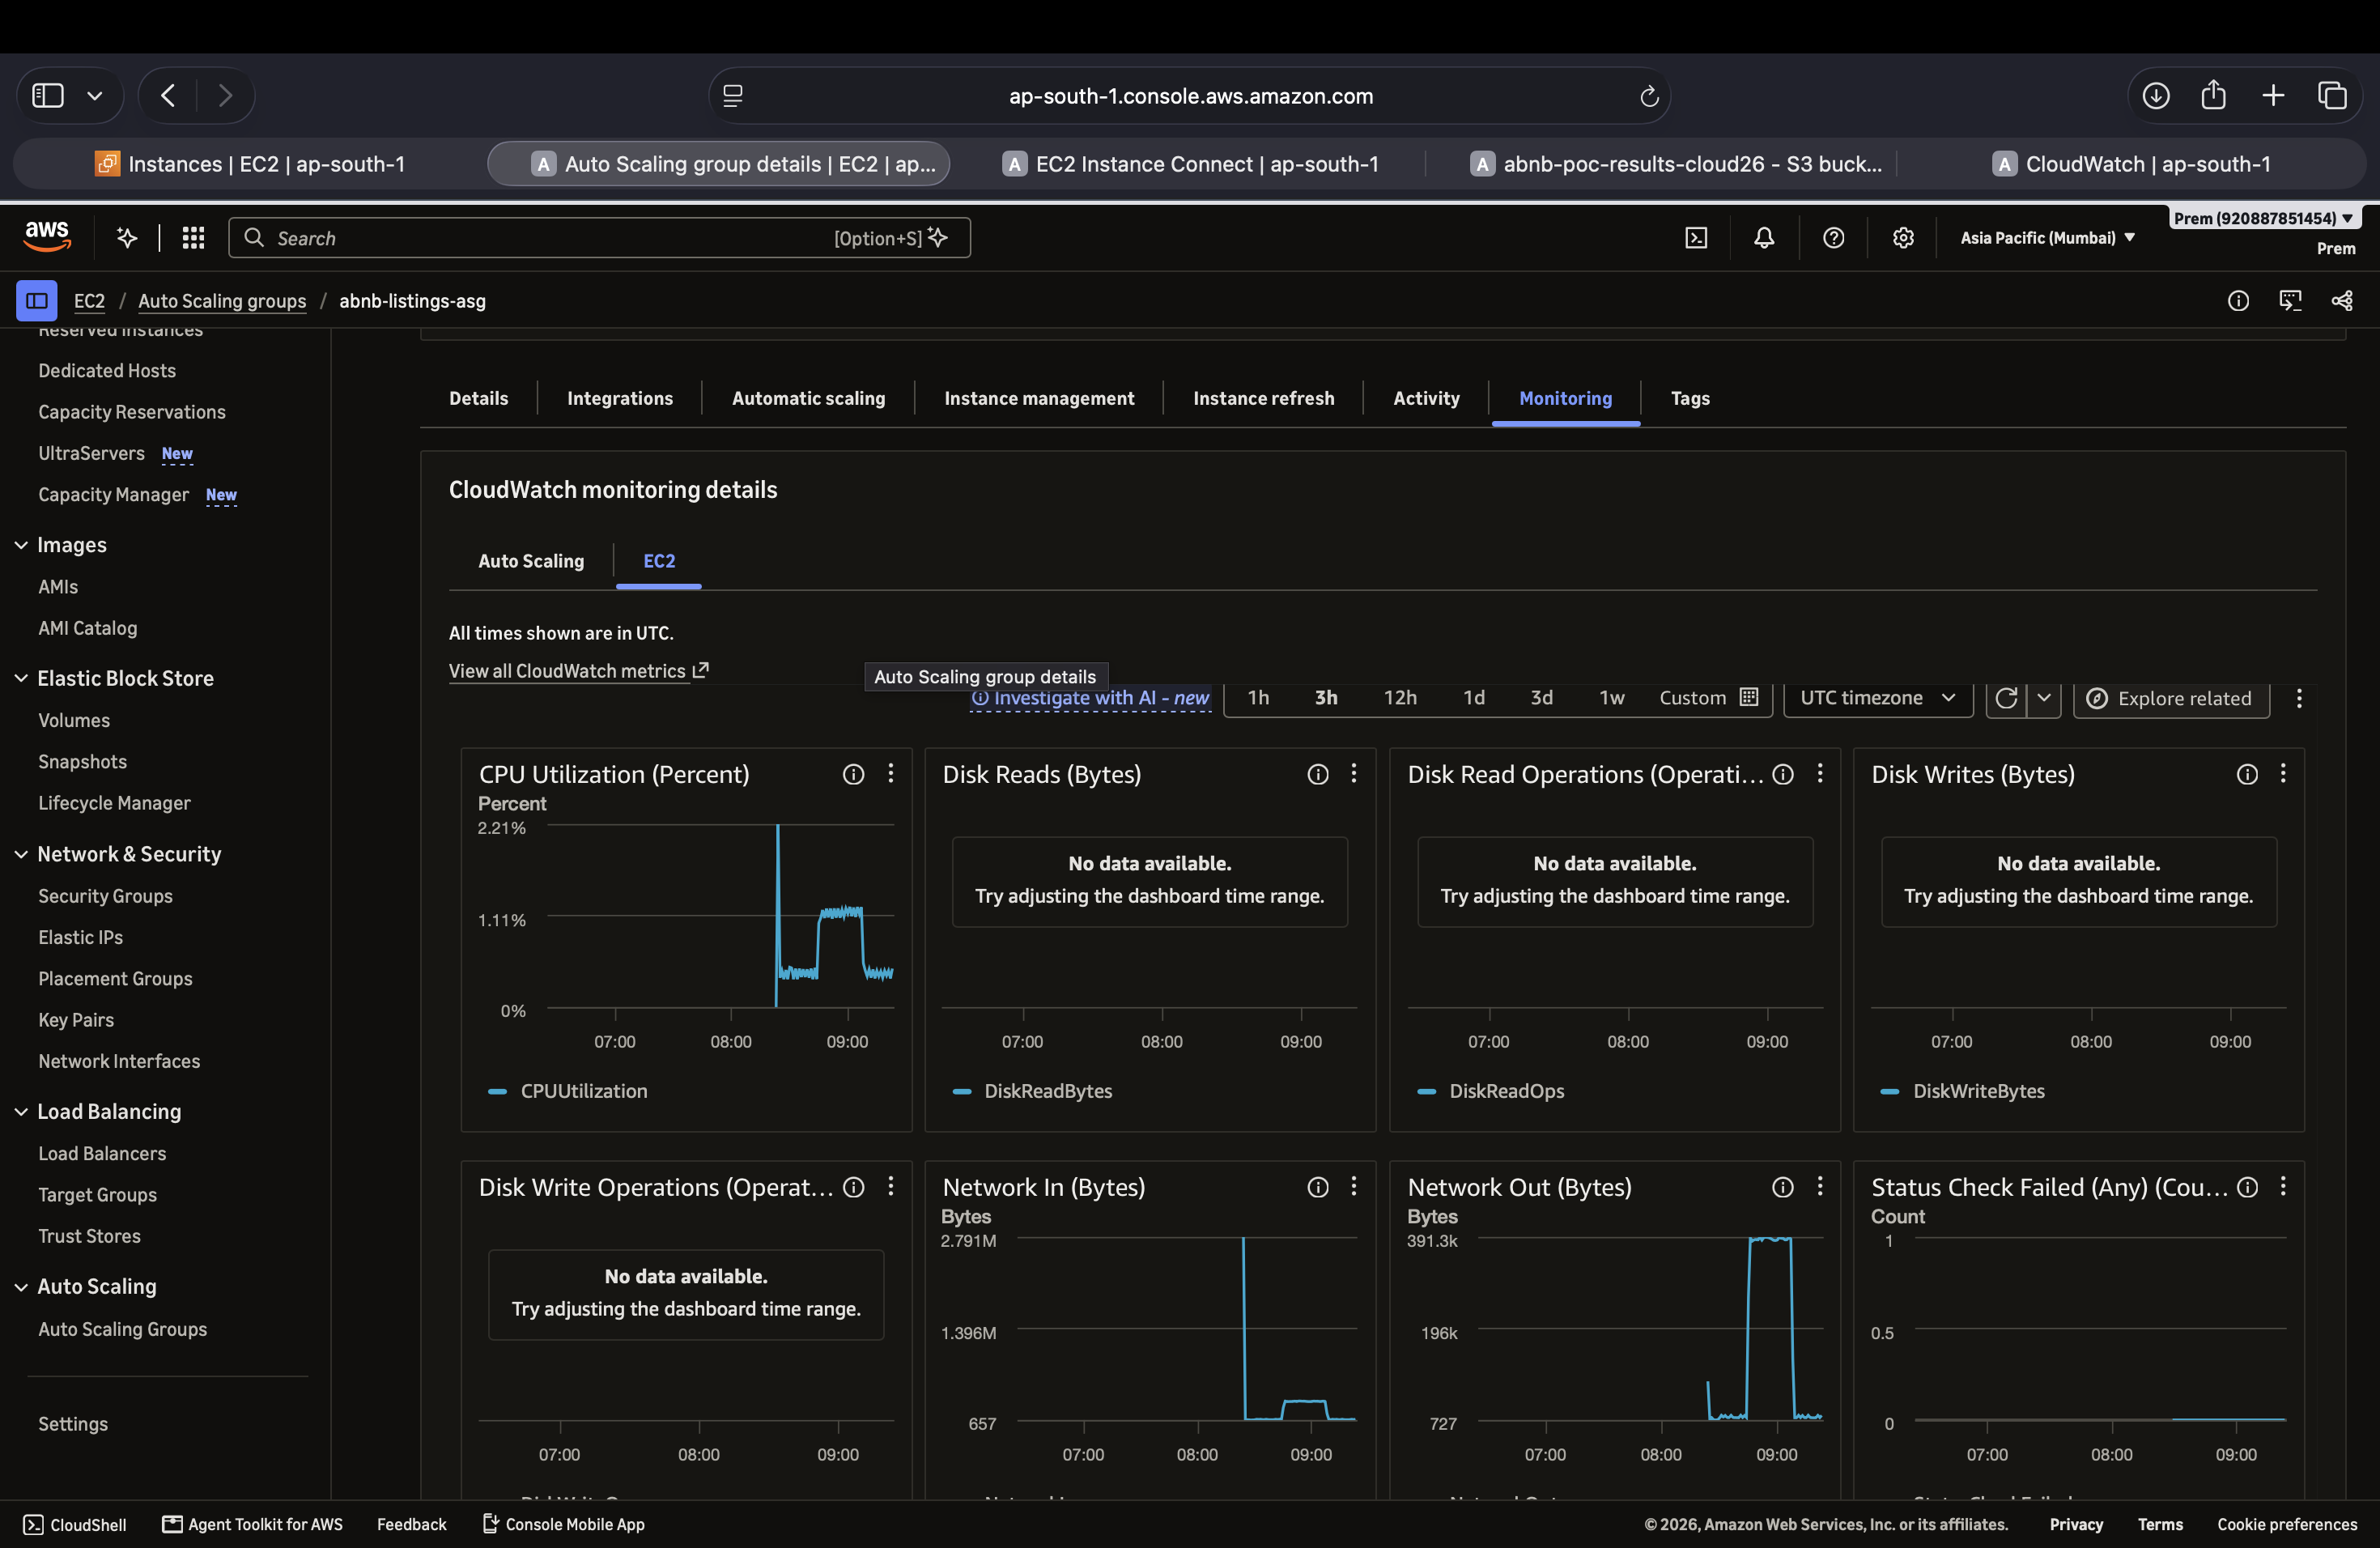 ap-south-1.console.aws.amazon.com
Instances | EC2 | ap-south-1
A Auto Scaling group details | EC2 | ap...
A EC2 Instance Connect | ap-south-1
A abnb-poc-results-cloud26 - S3 buck...
A CloudWatch | ap-south-1
aws
Search
[Option+S]
Asia Pacific (Mumbai)
Prem (920887851454)
Prem
EC2 / Auto Scaling groups / abnb-listings-asg
Reserved Instances
Dedicated Hosts
Capacity Reservations
UltraServers New
Capacity Manager New
Images
AMIs
AMI Catalog
Elastic Block Store
Volumes
Snapshots
Lifecycle Manager
Network & Security
Security Groups
Elastic IPs
Placement Groups
Key Pairs
Network Interfaces
Load Balancing
Load Balancers
Target Groups
Trust Stores
Auto Scaling
Auto Scaling Groups
Settings
Details
Integrations
Automatic scaling
Instance management
Instance refresh
Activity
Monitoring
Tags
CloudWatch monitoring details
Auto Scaling
EC2
All times shown are in UTC.
View all CloudWatch metrics
Auto Scaling group details
Investigate with AI - new
1h
3h
12h
1d
3d
1w
Custom
UTC timezone
Explore related
CPU Utilization (Percent)
Percent
2.21%
1.11%
0%
07:00 08:00 09:00
CPUUtilization
Disk Reads (Bytes)
No data available.
Try adjusting the dashboard time range.
07:00 08:00 09:00
DiskReadBytes
Disk Read Operations (Operati...
No data available.
Try adjusting the dashboard time range.
07:00 08:00 09:00
DiskReadOps
Disk Writes (Bytes)
No data available.
Try adjusting the dashboard time range.
07:00 08:00 09:00
DiskWriteBytes
Disk Write Operations (Operat...
No data available.
Try adjusting the dashboard time range.
07:00 08:00 09:00
Network In (Bytes)
Bytes
2.791M
1.396M
657
07:00 08:00 09:00
Network Out (Bytes)
Bytes
391.3k
196k
727
07:00 08:00 09:00
Status Check Failed (Any) (Cou...
Count
1
0.5
0
07:00 08:00 09:00
CloudShell
Agent Toolkit for AWS
Feedback
Console Mobile App
© 2026, Amazon Web Services, Inc. or its affiliates.
Privacy
Terms
Cookie preferences